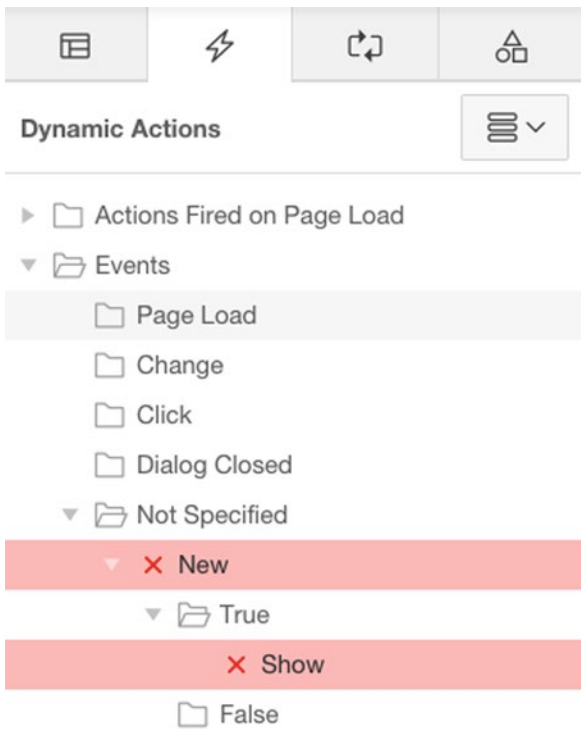 Dynamic Actions
Actions Fired on Page Load
Events
Page Load
Change
Click
Dialog Closed
Not Specified
New
True
Show
False